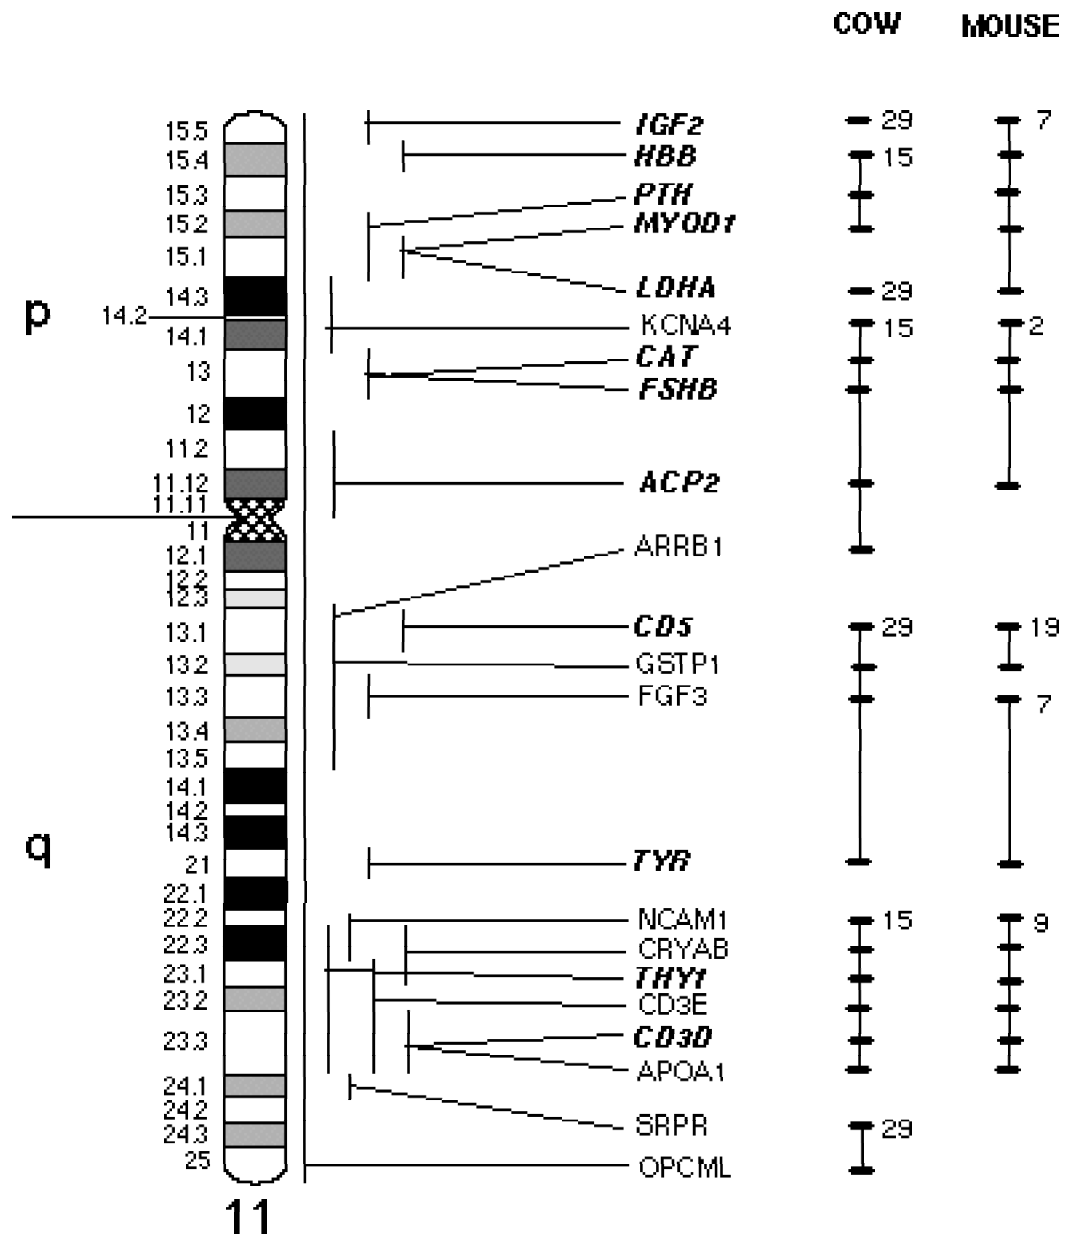 COW MOUSE
15.5 IGF2 29 7
15.4 HBB 15
15.3 PTH
15.2 MYOD1
15.1
14.3 LDHA 29
p 14.2
14.1 KCNA4 15 2
13 CAT
FSHB
12
11.2
11.12 ACP2
11.11
11
12.1 ARRB1
12.2
12.3
13.1 CD5 29 19
13.2 GSTP1
13.3 FGF3 7
13.4
13.5
14.1
14.2
14.3
q
21 TYR
22.1
22.2 NCAM1 15 9
22.3 CRYAB
23.1 THY1
23.2 CD3E
23.3 CD3D
APOA1
24.1
24.2
24.3 SRPR 29
25 OPCML
11